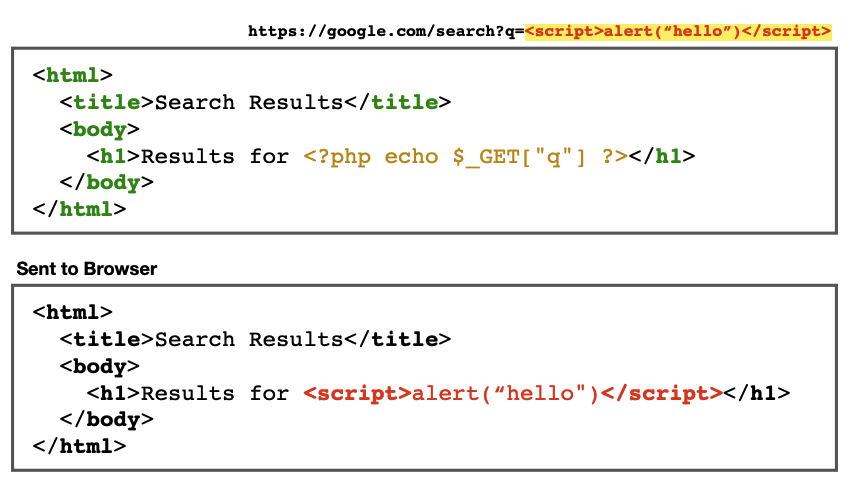 https://google.com/search?q=<script>alert(“hello”)</script>
<html>
<title>Search Results</title>
<body>
<h1>Results for <?php echo $_GET["q"] ?></h1>
</body>
</html>
Sent to Browser
<html>
<title>Search Results</title>
<body>
<h1>Results for <script>alert(“hello")</script></h1>
</body>
</html>